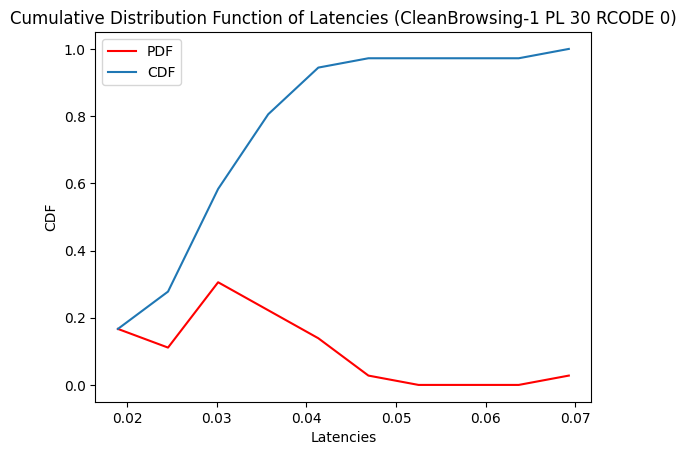 Cumulative Distribution Function of Latencies (CleanBrowsing-1 PL 30 RCODE 0)
PDF
CDF
1.0
0.8
0.6
0.4
0.2
0.0
CDF
0.02
0.03
0.04
0.05
0.06
0.07
Latencies